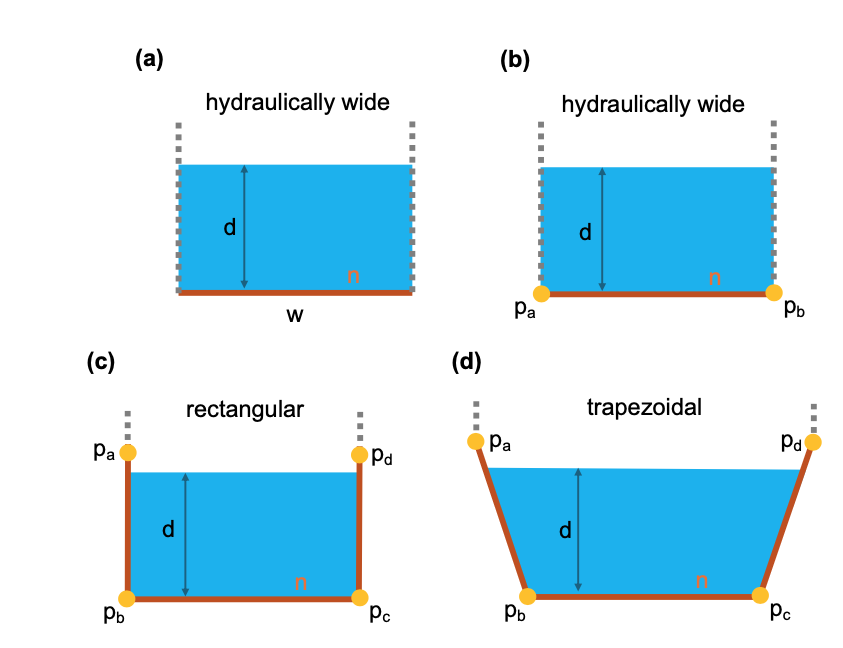 (a)
hydraulically wide
d
n
w
(b)
hydraulically wide
d
n
pa
pb
(c)
rectangular
pa
pd
d
n
pb
pc
(d)
trapezoidal
pa
pd
d
n
pb
pc